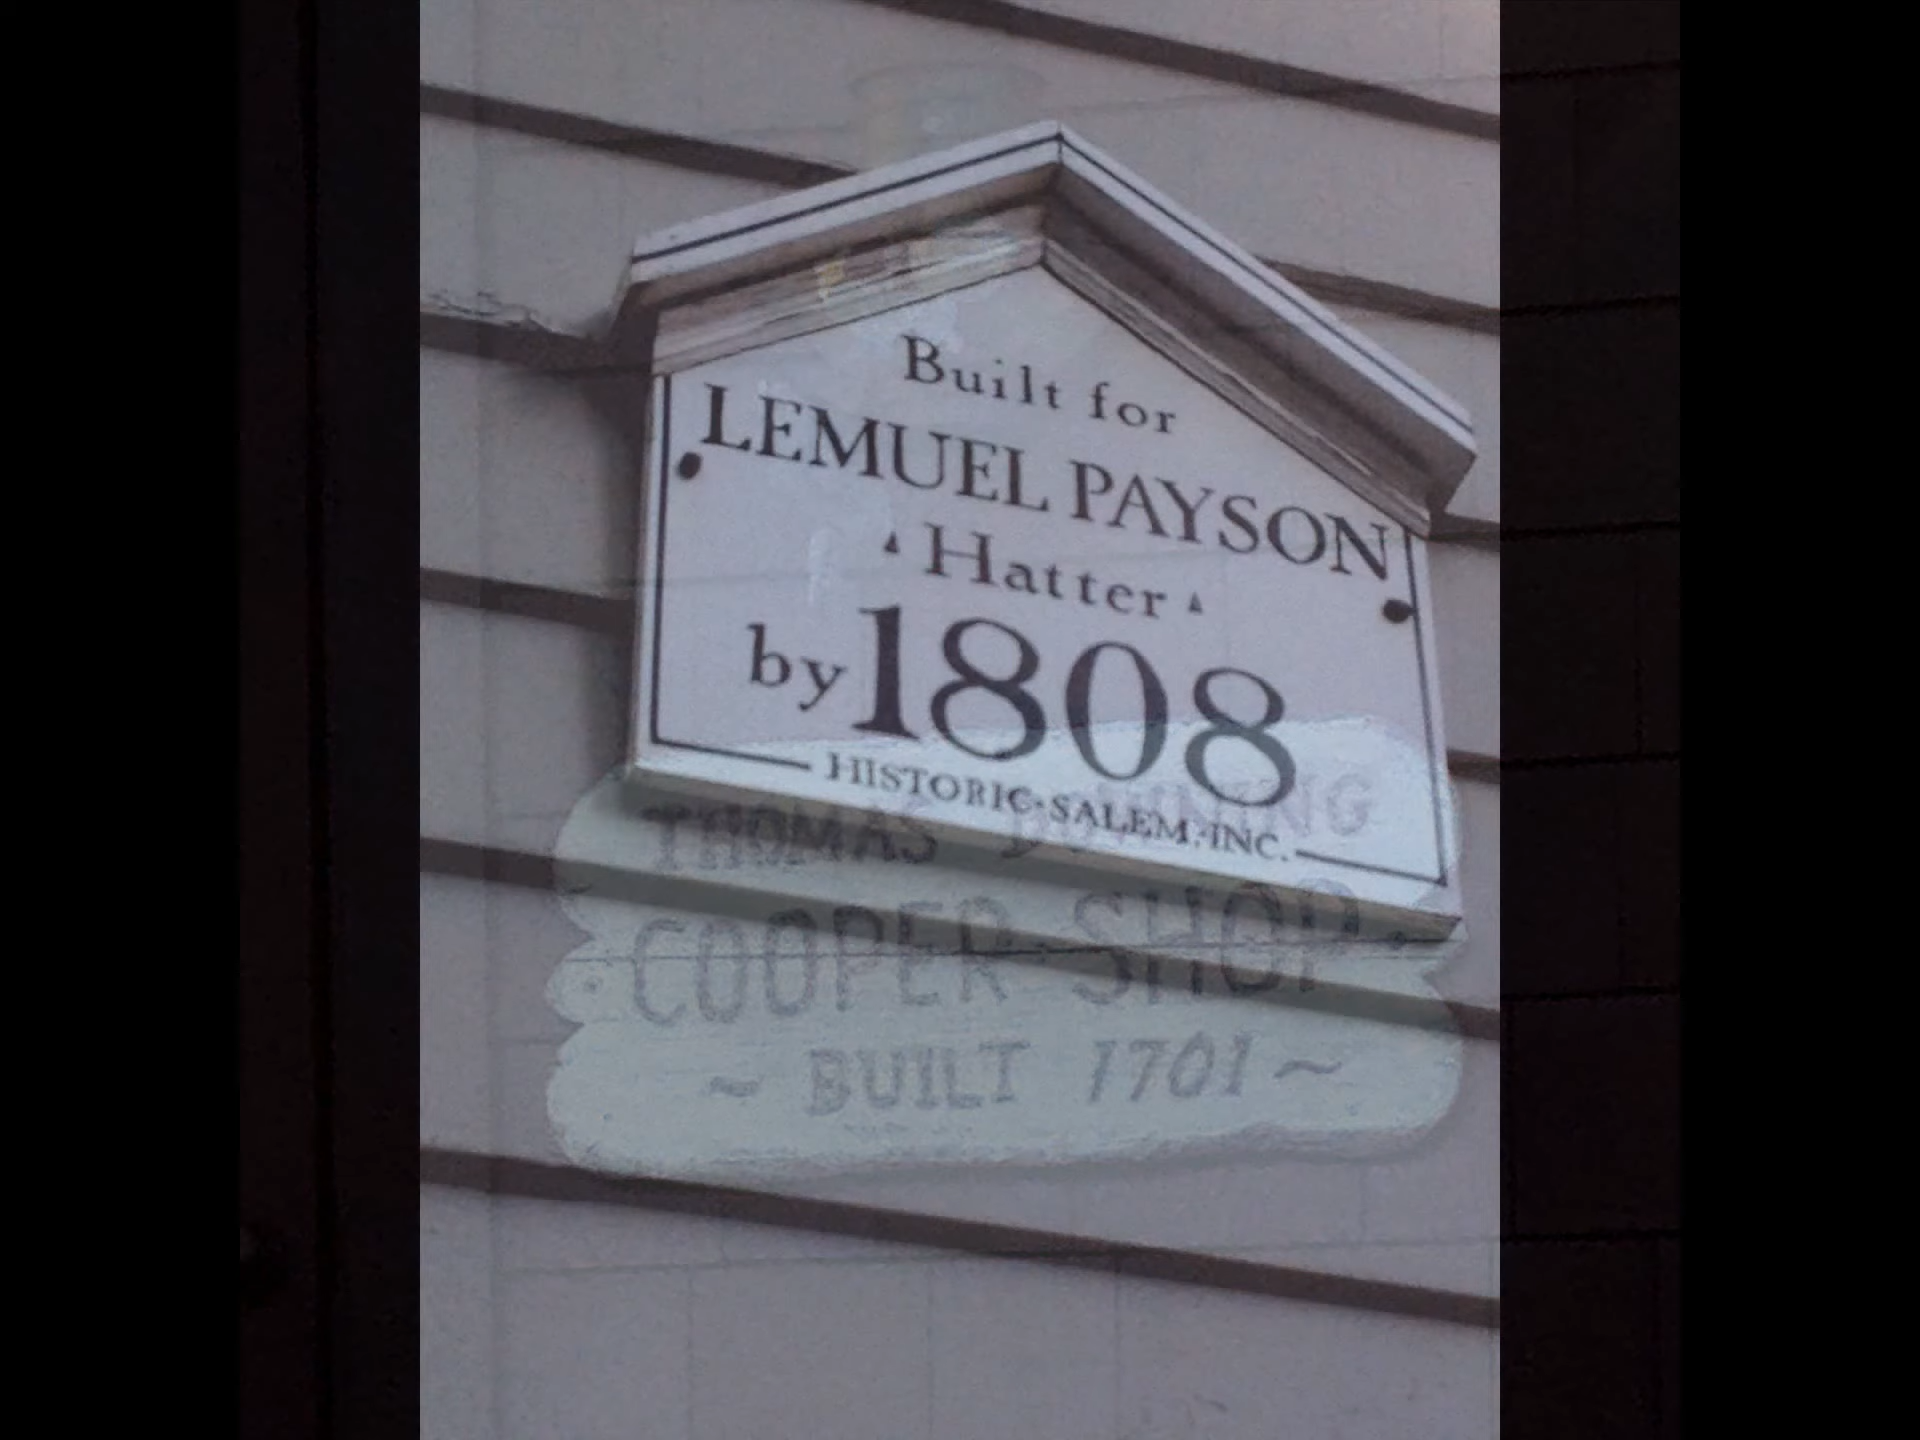 Built for
LEMUEL PAYSON
Hatter
by 1808
HISTORIC·SALEM, INC.
THOMAS
COOPER SHOP
~ BUILT 1701 ~